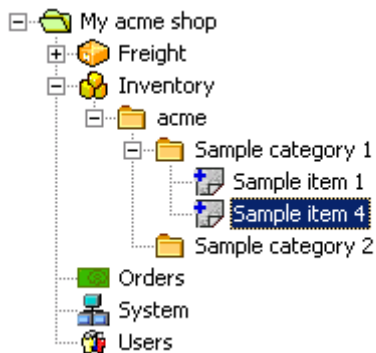 My acme shop
Freight
Inventory
acme
Sample category 1
Sample item 1
Sample item 4
Sample category 2
Orders
System
Users